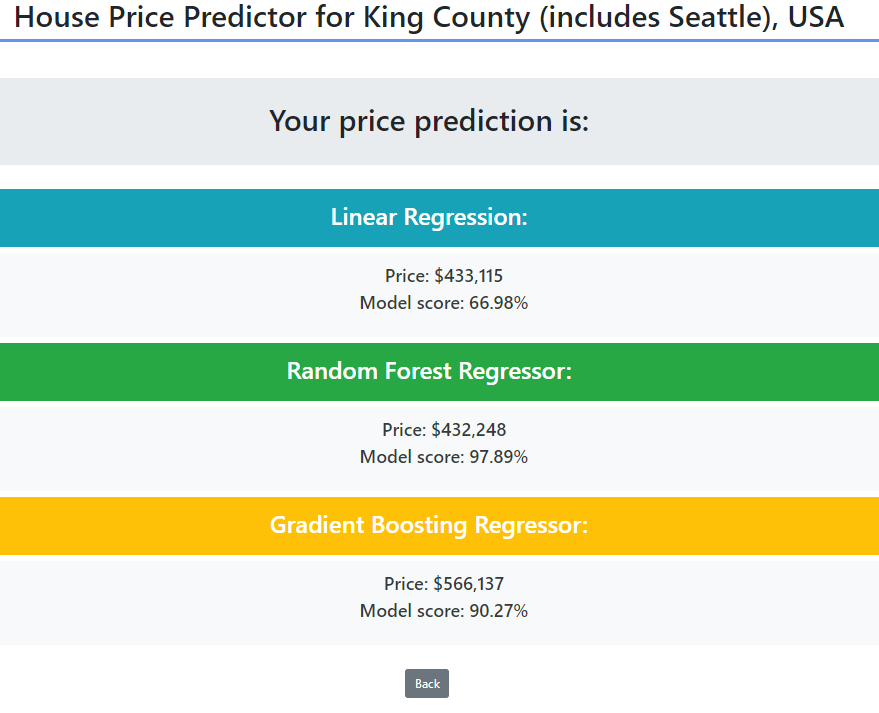 House Price Predictor for King County (includes Seattle), USA
Your price prediction is:
Linear Regression:
Price: $433,115
Model score: 66.98%
Random Forest Regressor:
Price: $432,248
Model score: 97.89%
Gradient Boosting Regressor:
Price: $566,137
Model score: 90.27%
Back